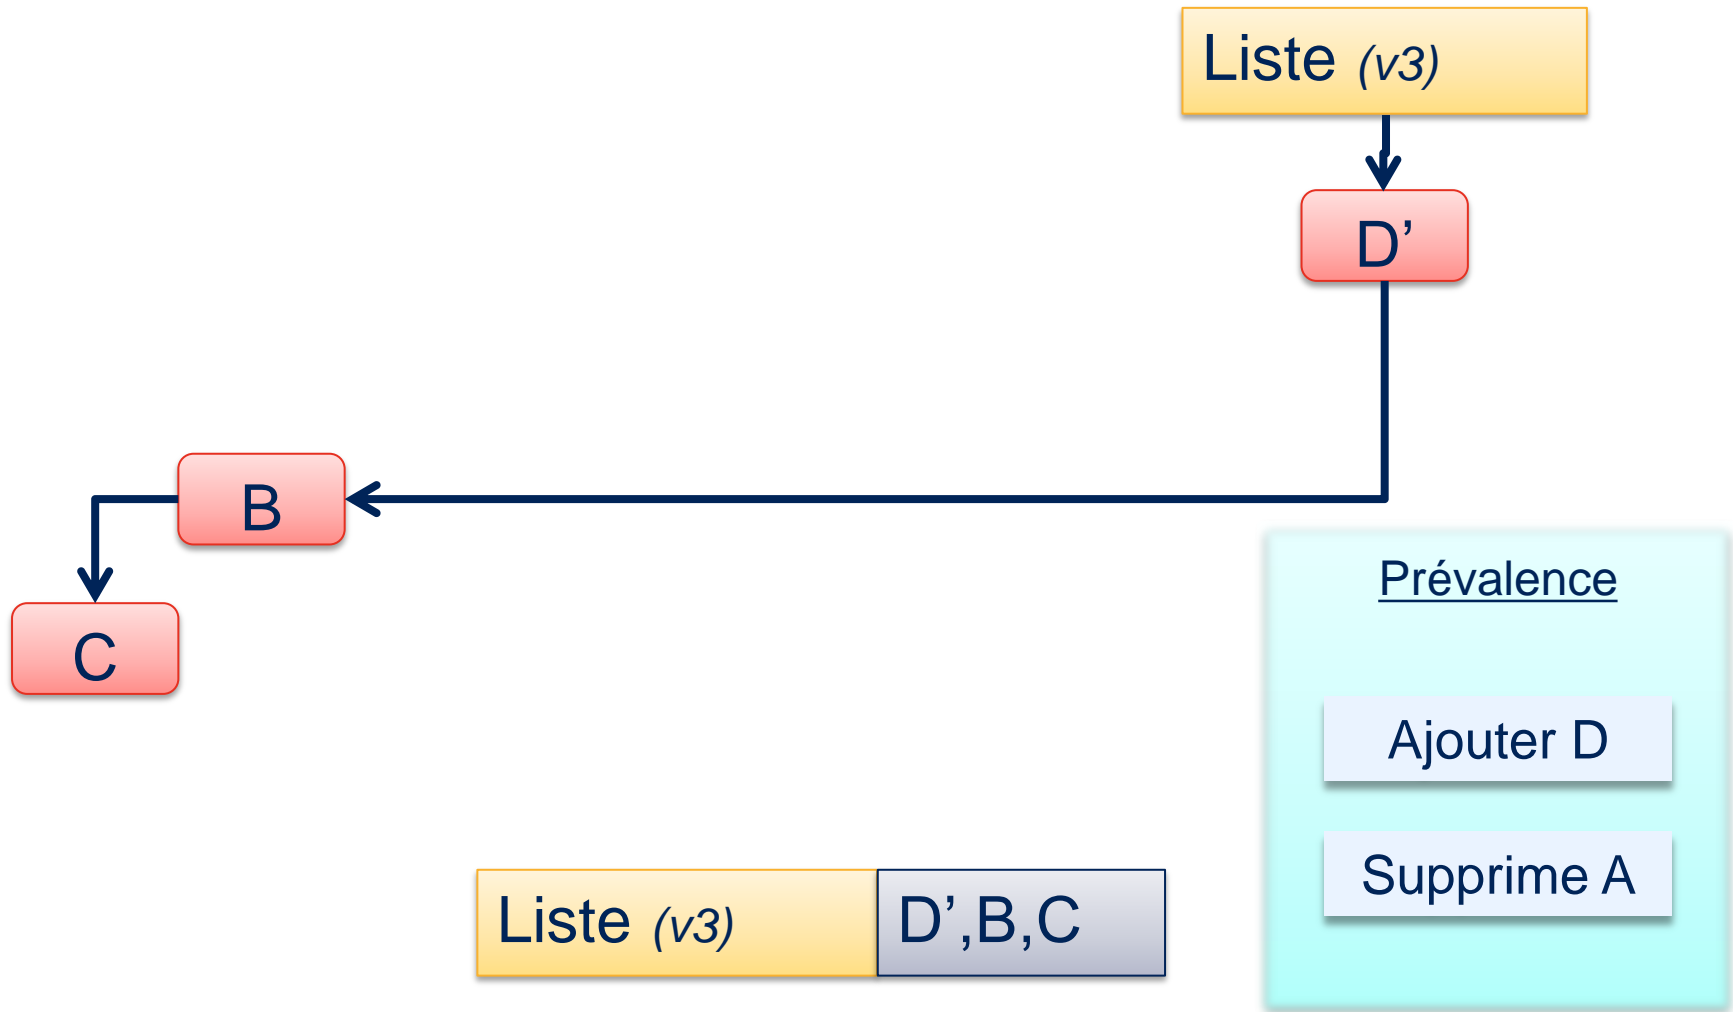 Liste (v3)
D’
B
C
Prévalence
Ajouter D
Supprime A
Liste (v3)
D’,B,C